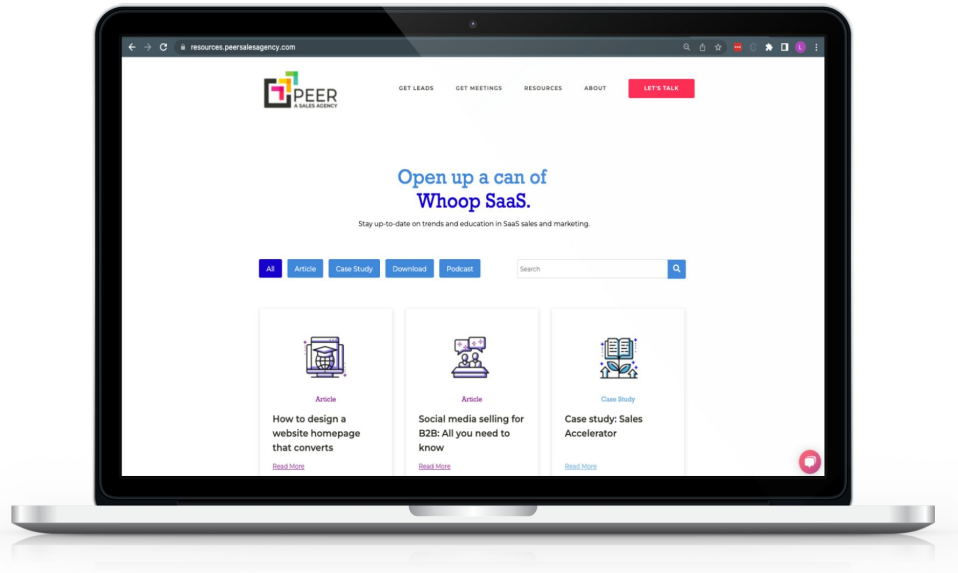 resources.peersalesagency.com
L
PEER
A SALES AGENCY
GET LEADS
GET MEETINGS
RESOURCES
ABOUT
LET'S TALK
Open up a can of
Whoop SaaS.
Stay up-to-date on trends and education in SaaS sales and marketing.
All
Article
Case Study
Download
Podcast
Search
Article
How to design a
website homepage
that converts
Read More
Article
Social media selling for
B2B: All you need to
know
Read More
Case Study
Case study: Sales
Accelerator
Read More